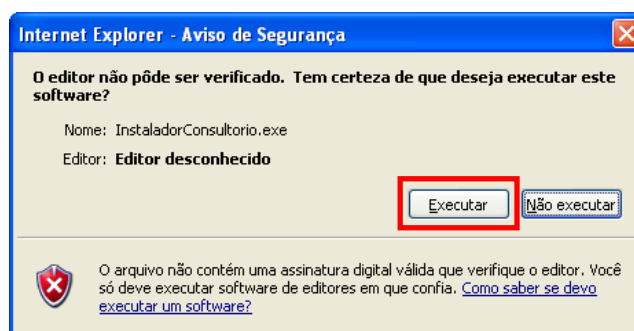 Internet Explorer - Aviso de Segurança
O editor não pôde ser verificado. Tem certeza de que deseja executar este
software?
Nome: InstaladorConsultorio.exe
Editor: Editor desconhecido
Executar Não executar
O arquivo não contém uma assinatura digital válida que verifique o editor. Você
só deve executar software de editores em que confia. Como saber se devo
executar um software?